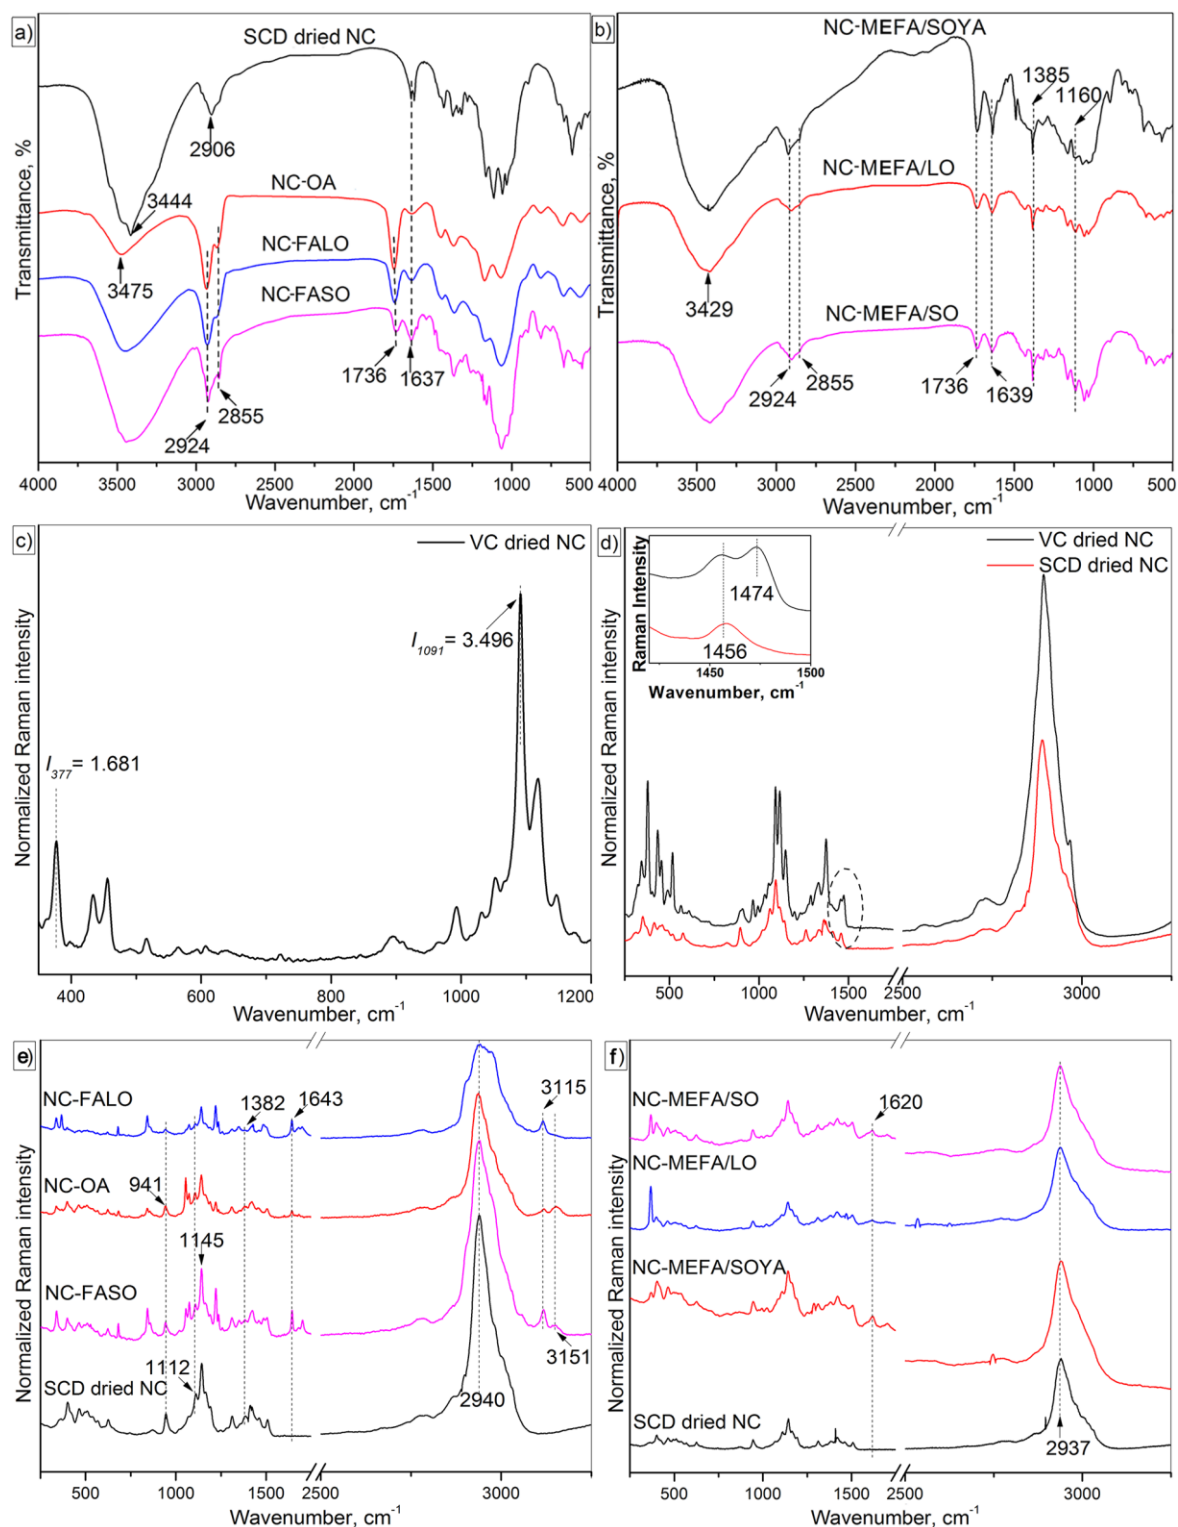 a)
SCD dried NC
2906
3444
NC-OA
3475
NC-FALO
NC-FASO
1736
1637
2855
2924
Transmittance, %
4000 3500 3000 2500 2000 1500 1000 500
Wavenumber, cm⁻¹
b)
NC-MEFA/SOYA
1385
1160
NC-MEFA/LO
3429
NC-MEFA/SO
2924
2855
1736
1639
Transmittance, %
4000 3500 3000 2500 2000 1500 1000 500
Wavenumber, cm⁻¹
c)
VC dried NC
I1091= 3.496
I377= 1.681
Normalized Raman intensity
400 600 800 1000 1200
Wavenumber, cm⁻¹
d)
VC dried NC
SCD dried NC
Raman Intensity
1474
1456
1450 1500
Wavenumber, cm⁻¹
Normalized Raman intensity
500 1000 1500 2500 3000
Wavenumber, cm⁻¹
e)
NC-FALO
1382
1643
3115
NC-OA
941
1145
NC-FASO
3151
1112
SCD dried NC
2940
Normalized Raman intensity
500 1000 1500 3000
Wavenumber, cm⁻¹
f)
NC-MEFA/SO
1620
NC-MEFA/LO
NC-MEFA/SOYA
SCD dried NC
2937
Normalized Raman intensity
500 1000 1500 2500 3000
Wavenumber, cm⁻¹